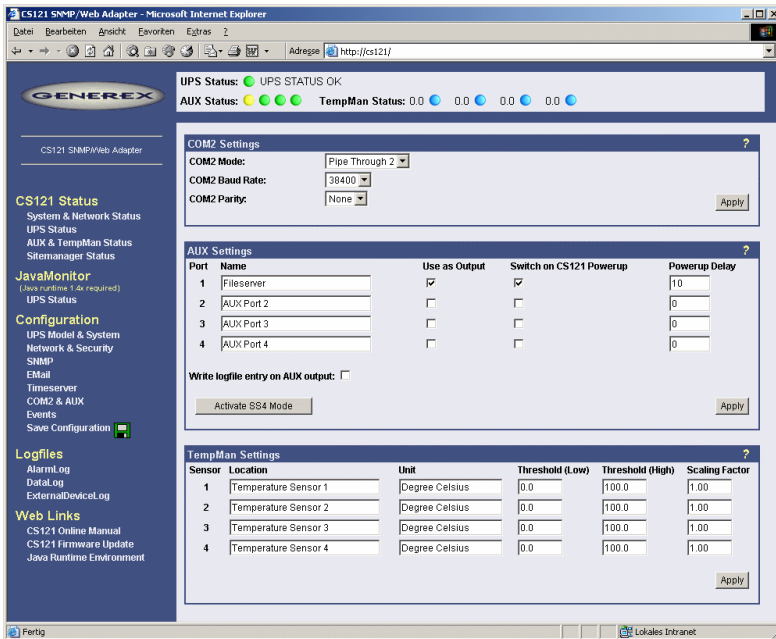 CS121 SNMP/Web Adapter - Microsoft Internet Explorer
Datei Bearbeiten Ansicht Favoriten Extras ?
Adresse http://cs121/
GENEREX
CS121 SNMP/Web Adapter
CS121 Status
System & Network Status
UPS Status
AUX & TempMan Status
Sitemanager Status
JavaMonitor
(Java runtime 1.4x required)
UPS Status
Configuration
UPS Model & System
Network & Security
SNMP
EMail
Timeserver
COM2 & AUX
Events
Save Configuration
Logfiles
AlarmLog
DataLog
ExternalDeviceLog
Web Links
CS121 Online Manual
CS121 Firmware Update
Java Runtime Environment
UPS Status: UPS STATUS OK
AUX Status: TempMan Status: 0.0 0.0 0.0 0.0
COM2 Settings ?
COM2 Mode: Pipe Through 2
COM2 Baud Rate: 38400
COM2 Parity: None
Apply
AUX Settings ?
Port Name Use as Output Switch on CS121 Powerup Powerup Delay
1 Fileserver 10
2 AUX Port 2 0
3 AUX Port 3 0
4 AUX Port 4 0
Write logfile entry on AUX output:
Activate SS4 Mode Apply
TempMan Settings ?
Sensor Location Unit Threshold (Low) Threshold (High) Scaling Factor
1 Temperature Sensor 1 Degree Celsius 0.0 100.0 1.00
2 Temperature Sensor 2 Degree Celsius 0.0 100.0 1.00
3 Temperature Sensor 3 Degree Celsius 0.0 100.0 1.00
4 Temperature Sensor 4 Degree Celsius 0.0 100.0 1.00
Apply
Fertig Lokales Intranet